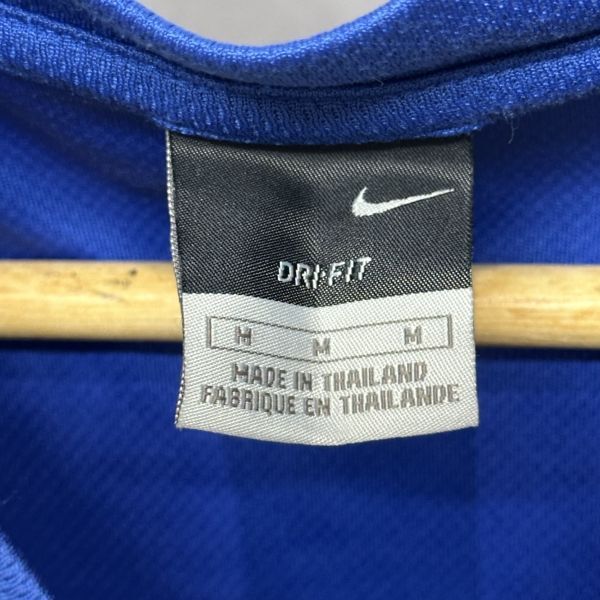 DRI-FIT
M M M
MADE IN THAILAND
FABRIQUE EN THAILANDE